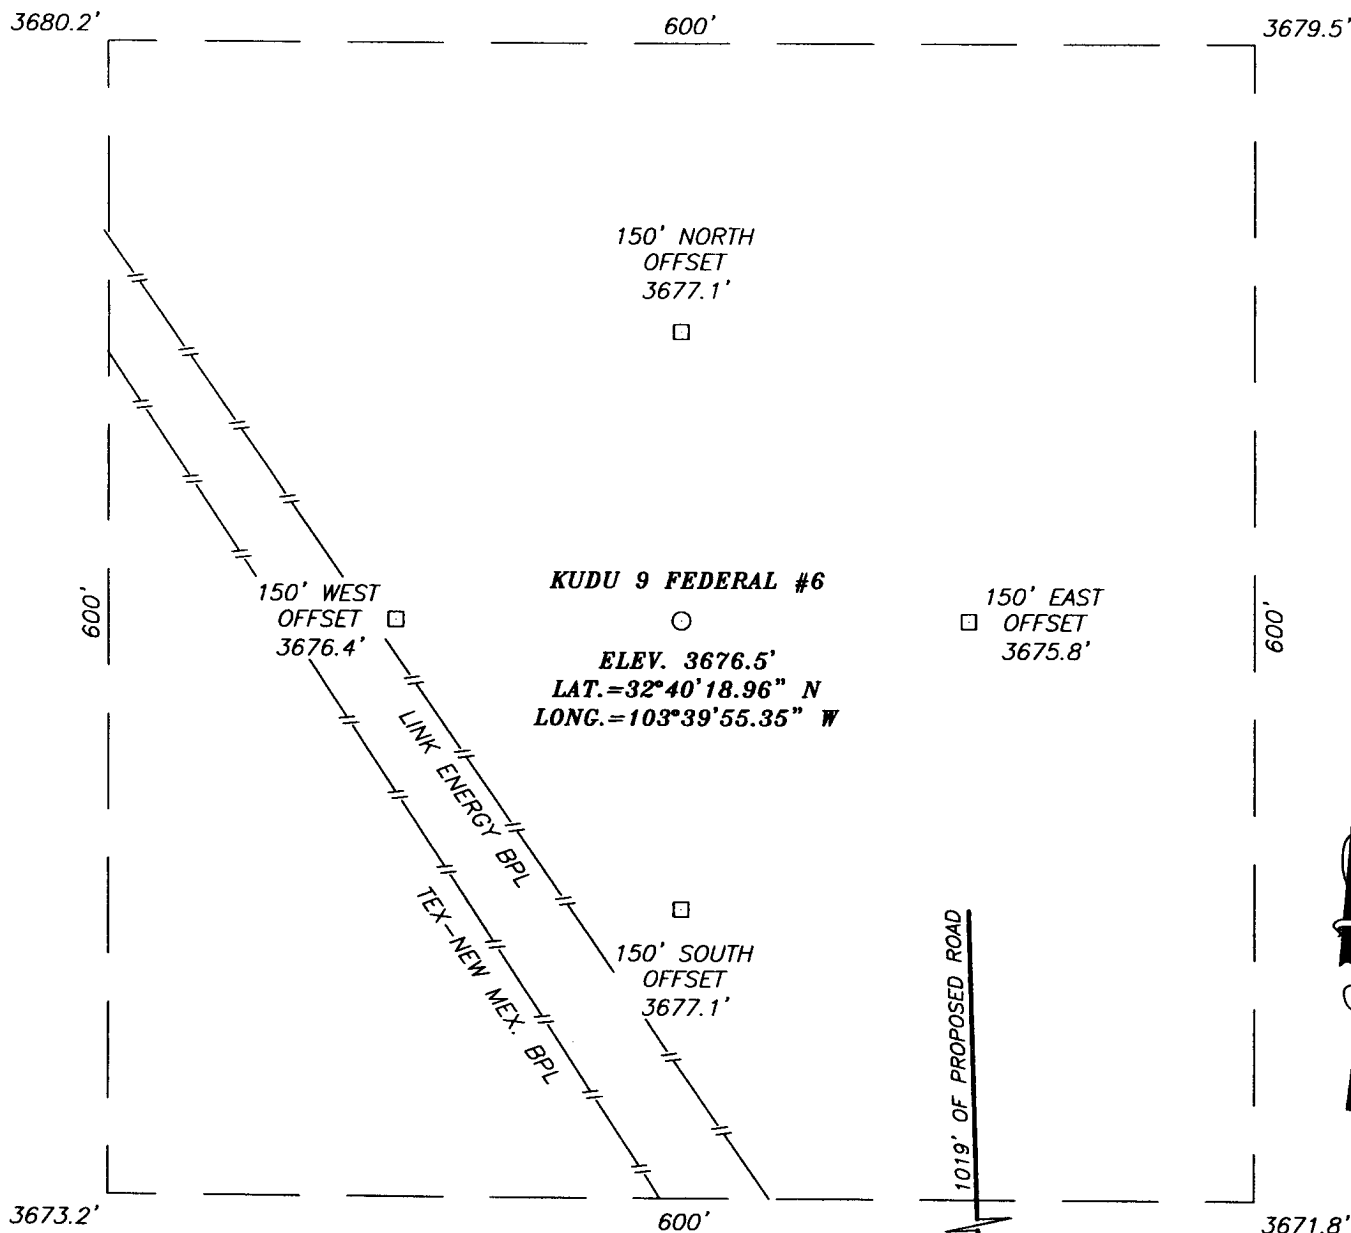 3680.2'
600'
3679.5'
150' NORTH
OFFSET
3677.1'
600'
150' WEST
OFFSET
3676.4'
KUDU 9 FEDERAL #6
ELEV. 3676.5'
LAT.=32°40'18.96" N
LONG.=103°39'55.35" W
150' EAST
OFFSET
3675.8'
600'
LINK ENERGY BPL
TEX-NEW MEX. BPL
150' SOUTH
OFFSET
3677.1'
1019' OF PROPOSED ROAD
3673.2'
600'
3671.8'